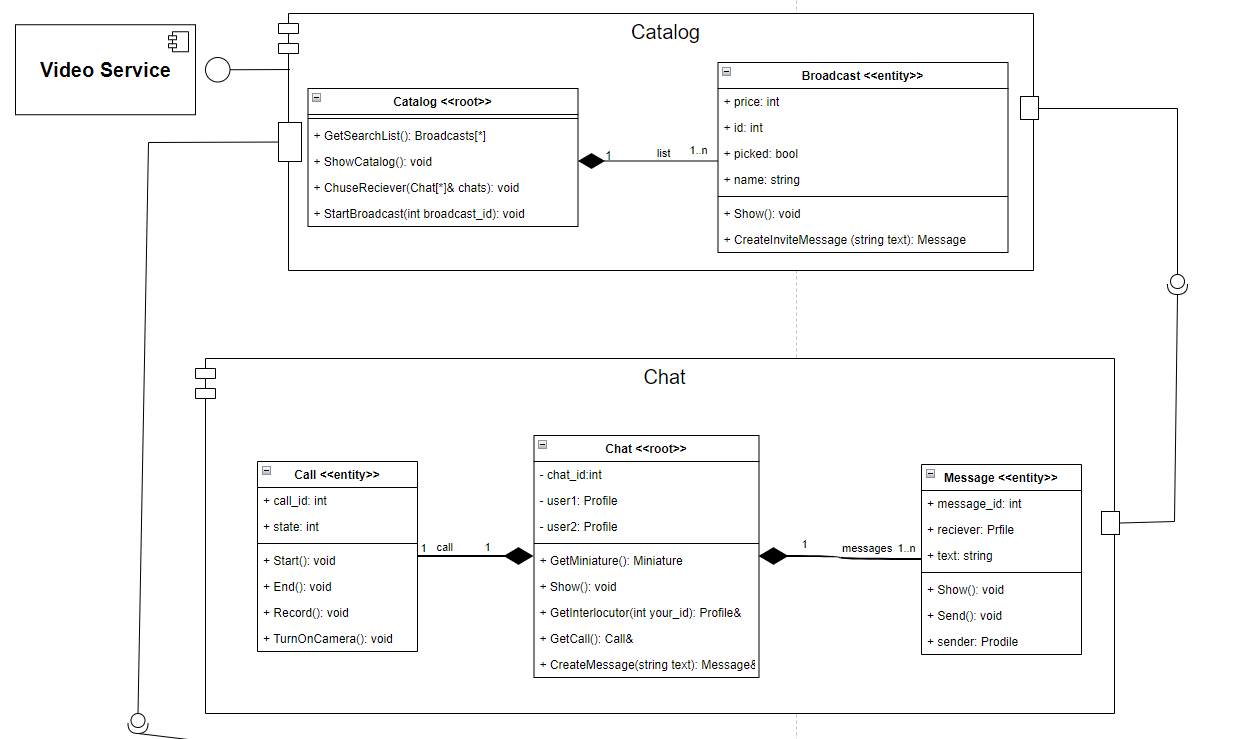 Video Service
Catalog
Catalog <<root>>
+ GetSearchList(): Broadcasts[*]
+ ShowCatalog(): void
+ ChuseReciever(Chat[*]& chats): void
+ StartBroadcast(int broadcast_id): void
1 list 1..n
Broadcast <<entity>>
+ price: int
+ id: int
+ picked: bool
+ name: string
+ Show(): void
+ CreateInviteMessage (string text): Message
Chat
Call <<entity>>
+ call_id: int
+ state: int
+ Start(): void
+ End(): void
+ Record(): void
+ TurnOnCamera(): void
1 call 1
Chat <<root>>
- chat_id:int
- user1: Profile
- user2: Profile
+ GetMiniature(): Miniature
+ Show(): void
+ GetInterlocutor(int your_id): Profile&
+ GetCall(): Call&
+ CreateMessage(string text): Message&
1 messages 1..n
Message <<entity>>
+ message_id: int
+ reciever: Prfile
+ text: string
+ Show(): void
+ Send(): void
+ sender: Prodile